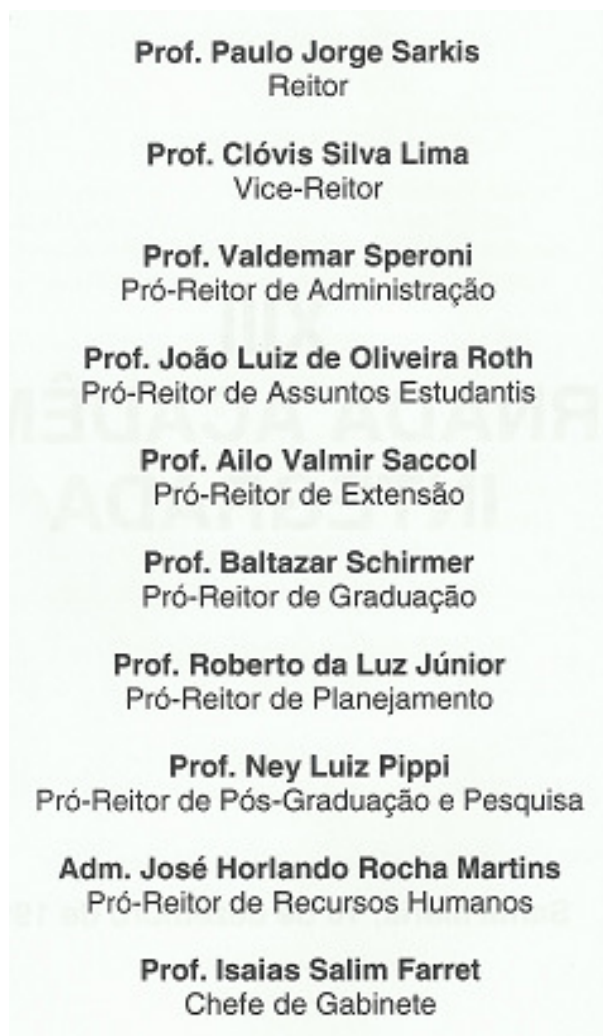 Prof. Paulo Jorge Sarkis
Reitor
Prof. Clóvis Silva Lima
Vice-Reitor
Prof. Valdemar Speroni
Pró-Reitor de Administração
Prof. João Luiz de Oliveira Roth
Pró-Reitor de Assuntos Estudantis
Prof. Ailo Valmir Saccol
Pró-Reitor de Extensão
Prof. Baltazar Schirmer
Pró-Reitor de Graduação
Prof. Roberto da Luz Júnior
Pró-Reitor de Planejamento
Prof. Ney Luiz Pippi
Pró-Reitor de Pós-Graduação e Pesquisa
Adm. José Horlando Rocha Martins
Pró-Reitor de Recursos Humanos
Prof. Isaias Salim Farret
Chefe de Gabinete